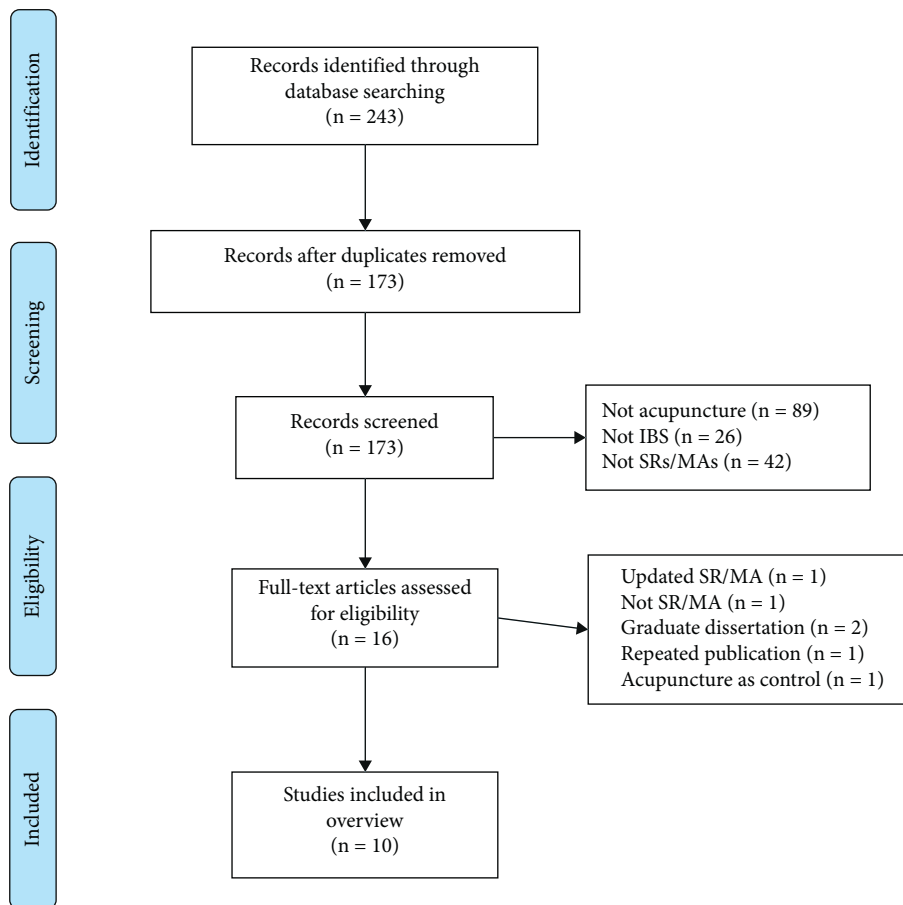 Identification
Records identified through
database searching
(n = 243)
Screening
Records after duplicates removed
(n = 173)
Records screened
(n = 173)
Not acupuncture (n = 89)
Not IBS (n = 26)
Not SRs/MAs (n = 42)
Eligibility
Full-text articles assessed
for eligibility
(n = 16)
Updated SR/MA (n = 1)
Not SR/MA (n = 1)
Graduate dissertation (n = 2)
Repeated publication (n = 1)
Acupuncture as control (n = 1)
Included
Studies included in
overview
(n = 10)